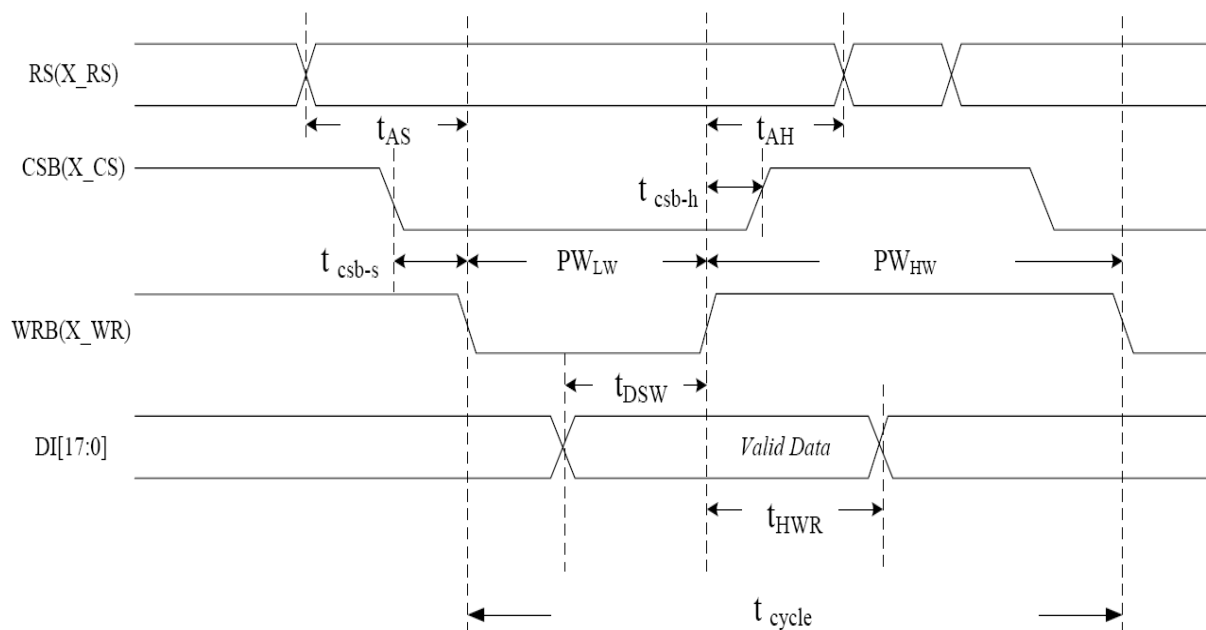 RS(X_RS)
tAS
tAH
CSB(X_CS)
t csb-h
t csb-s
PWLW
PWHW
WRB(X_WR)
tDSW
DI[17:0]
Valid Data
tHWR
t cycle